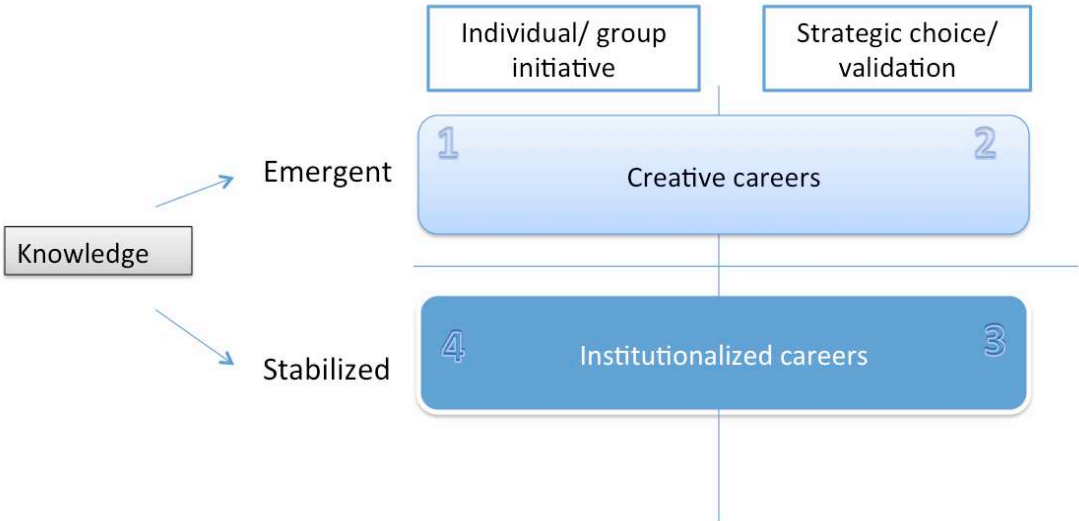 Individual/ group
initiative
Strategic choice/
validation
1
2
Emergent
Creative careers
Knowledge
4
3
Institutionalized careers
Stabilized